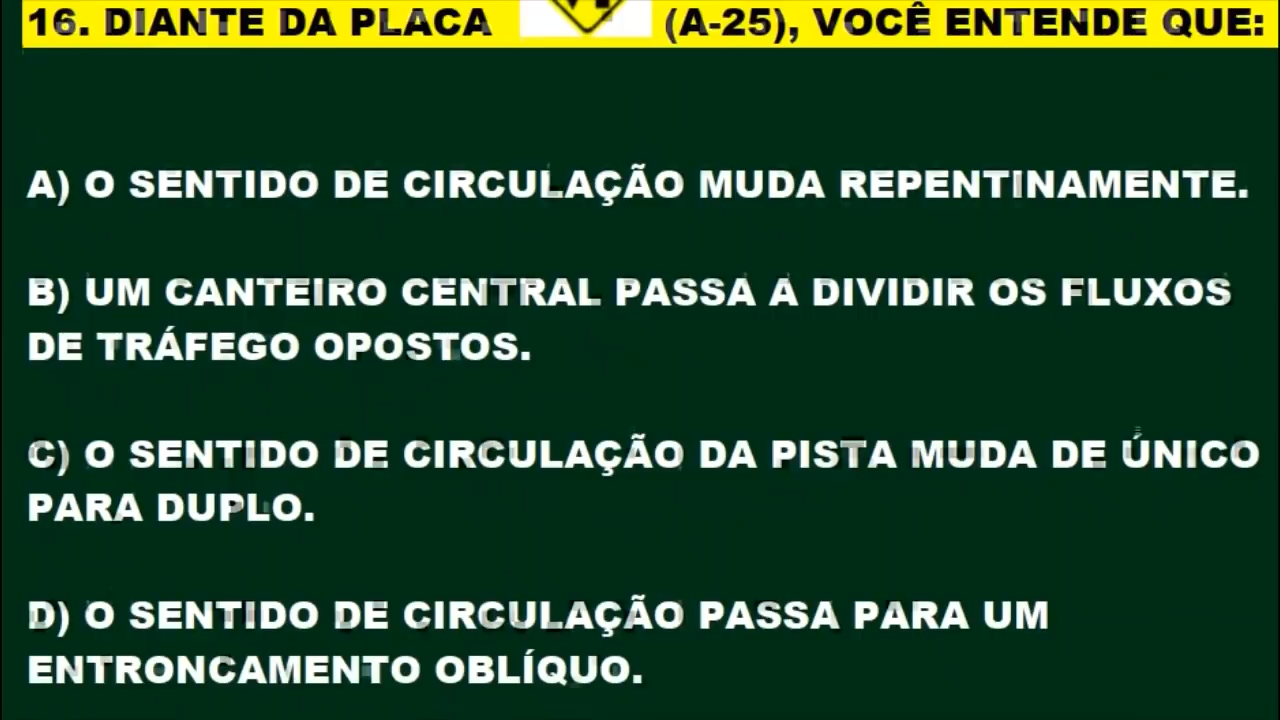 16. DIANTE DA PLACA (A-25), VOCÊ ENTENDE QUE:
A) O SENTIDO DE CIRCULAÇÃO MUDA REPENTINAMENTE.
B) UM CANTEIRO CENTRAL PASSA A DIVIDIR OS FLUXOS
DE TRÁFEGO OPOSTOS.
C) O SENTIDO DE CIRCULAÇÃO DA PISTA MUDA DE ÚNICO
PARA DUPLO.
D) O SENTIDO DE CIRCULAÇÃO PASSA PARA UM
ENTRONCAMENTO OBLÍQUO.